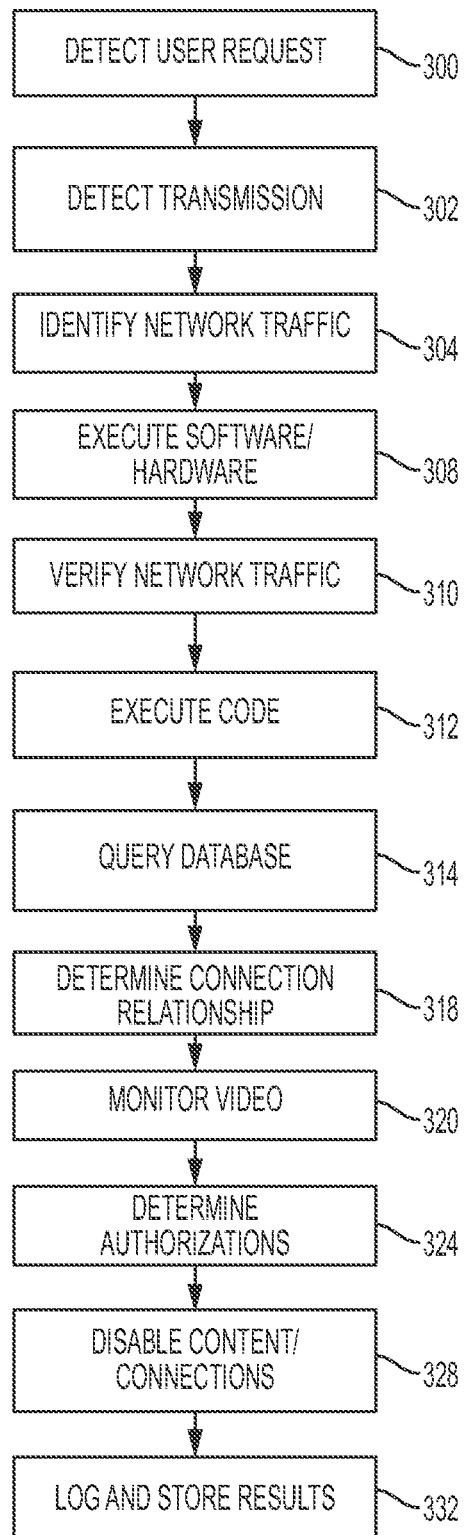 DETECT USER REQUEST
300
DETECT TRANSMISSION
302
IDENTIFY NETWORK TRAFFIC
304
EXECUTE SOFTWARE/
HARDWARE
308
VERIFY NETWORK TRAFFIC
310
EXECUTE CODE
312
QUERY DATABASE
314
DETERMINE CONNECTION
RELATIONSHIP
318
MONITOR VIDEO
320
DETERMINE
AUTHORIZATIONS
324
DISABLE CONTENT/
CONNECTIONS
328
LOG AND STORE RESULTS
332